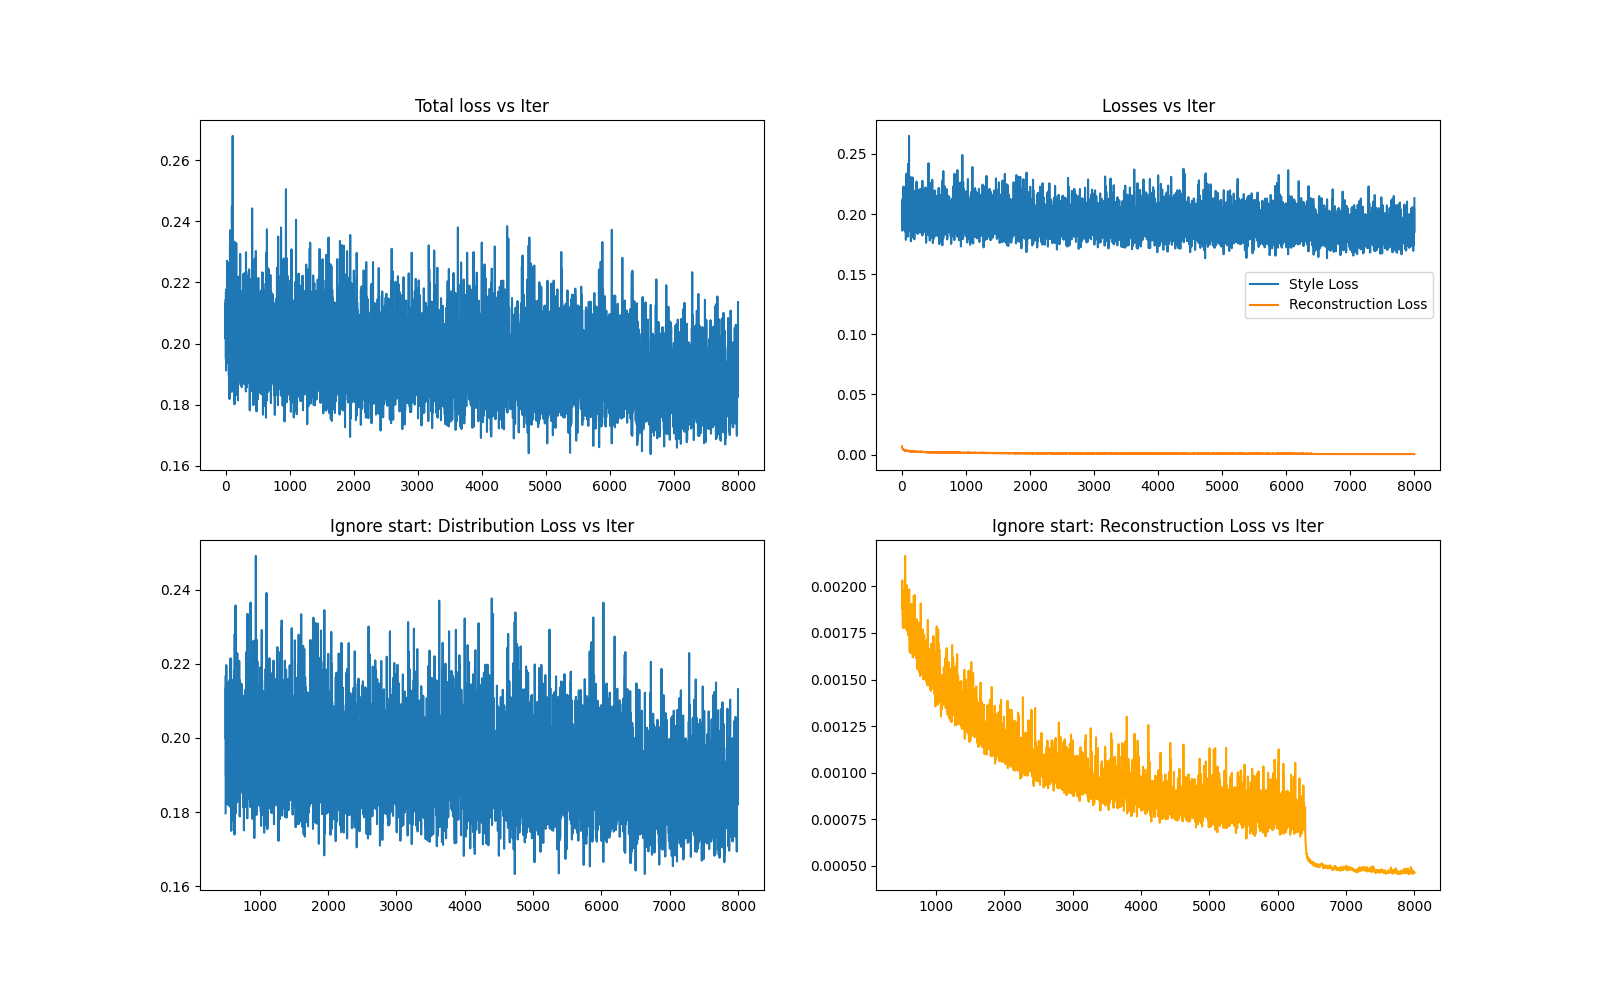 Total loss vs Iter
0.26
0.24
0.22
0.20
0.18
0.16
0 1000 2000 3000 4000 5000 6000 7000 8000
Losses vs Iter
0.25
0.20
0.15
0.10
0.05
0.00
Style Loss
Reconstruction Loss
0 1000 2000 3000 4000 5000 6000 7000 8000
Ignore start: Distribution Loss vs Iter
0.24
0.22
0.20
0.18
0.16
1000 2000 3000 4000 5000 6000 7000 8000
Ignore start: Reconstruction Loss vs Iter
0.00200
0.00175
0.00150
0.00125
0.00100
0.00075
0.00050
1000 2000 3000 4000 5000 6000 7000 8000